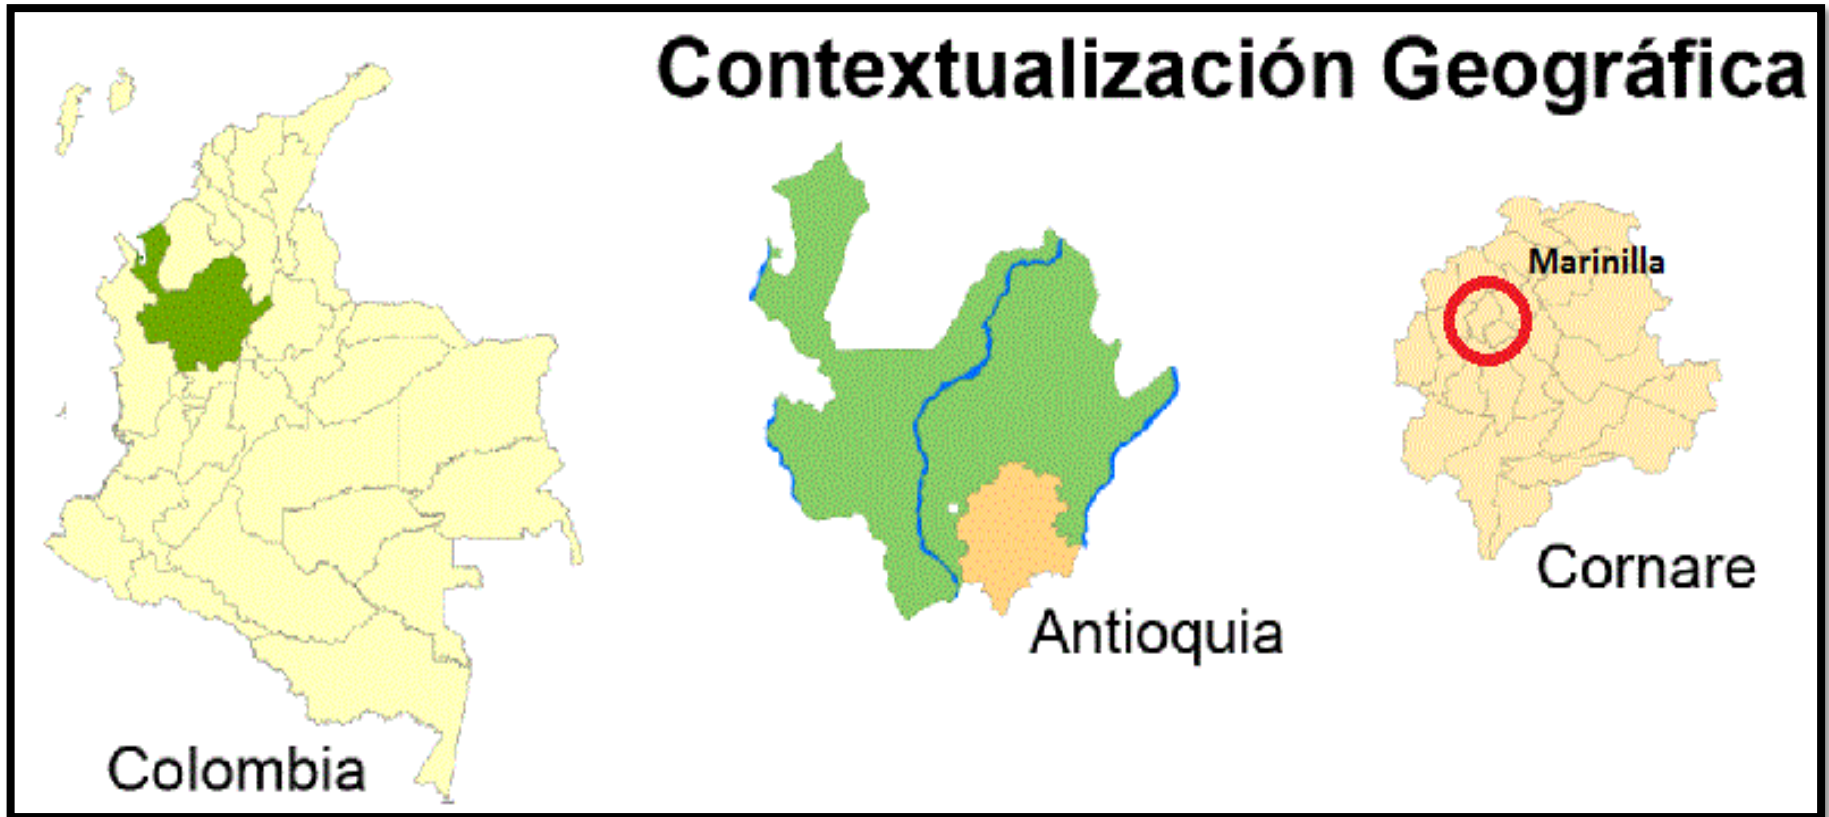 Contextualización Geográfica
Marinilla
Cornare
Antioquia
Colombia